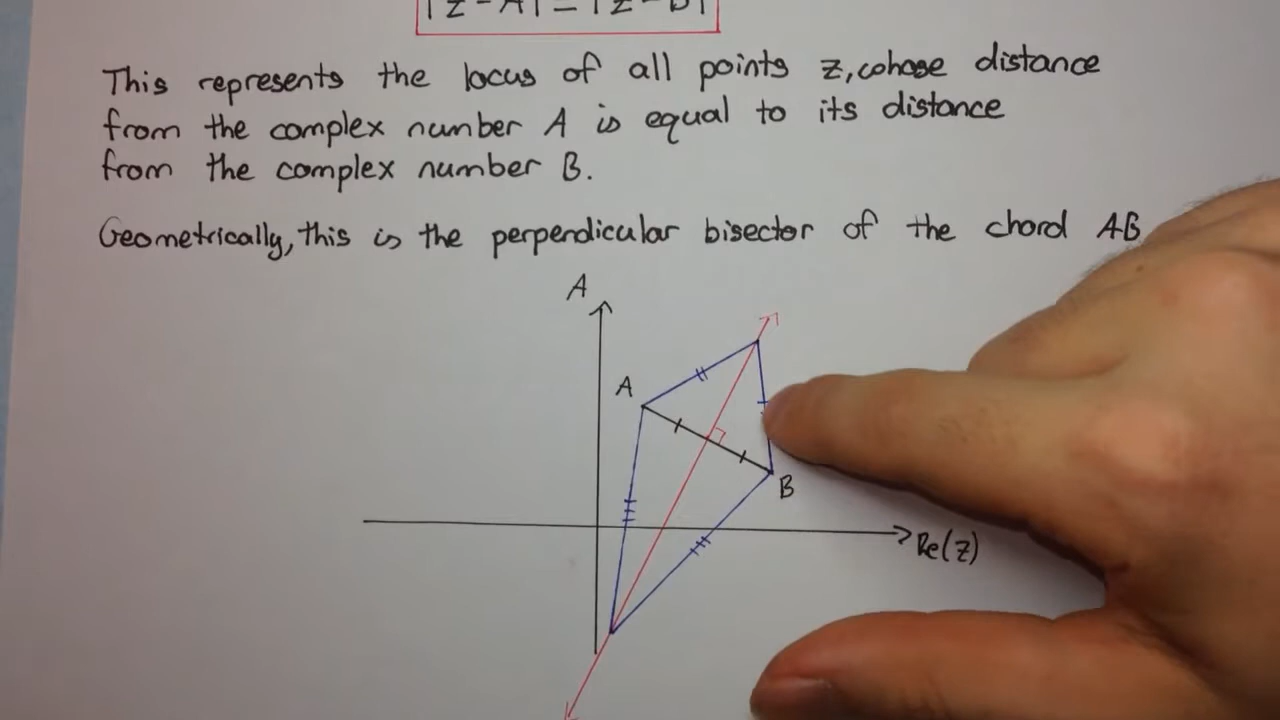 |z-A| = |z-B|
This represents the locus of all points z, whose distance
from the complex number A is equal to its distance
from the complex number B.
Geometrically, this is the perpendicular bisector of the chord AB
A
A
B
Re(z)